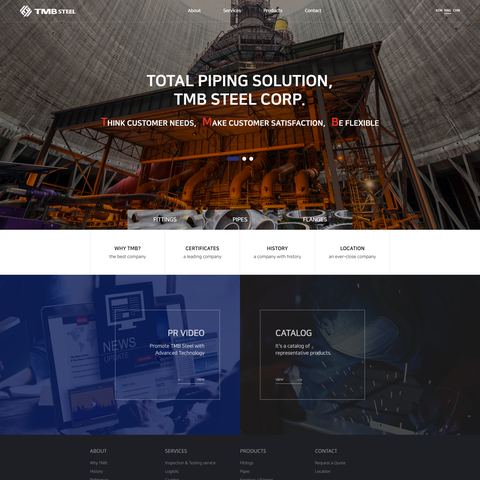 TMB STEEL
About Services Products Contact
KOR ENG CHN
TOTAL PIPING SOLUTION,
TMB STEEL CORP.
THINK CUSTOMER NEEDS, MAKE CUSTOMER SATISFACTION, BE FLEXIBLE
FITTINGS PIPES FLANGES
WHY TMB? CERTIFICATES HISTORY LOCATION
the best company a leading company a company with history an ever-close company
NEWS
UPDATE
PR VIDEO
Promote TMB Steel with
Advanced Technology
VIEW
CATALOG
It's a catalog of
representative products.
VIEW
ABOUT SERVICES PRODUCTS CONTACT
Why TMB Inspection & Testing service Fittings Request a Quote
History Logistic Pipes Location